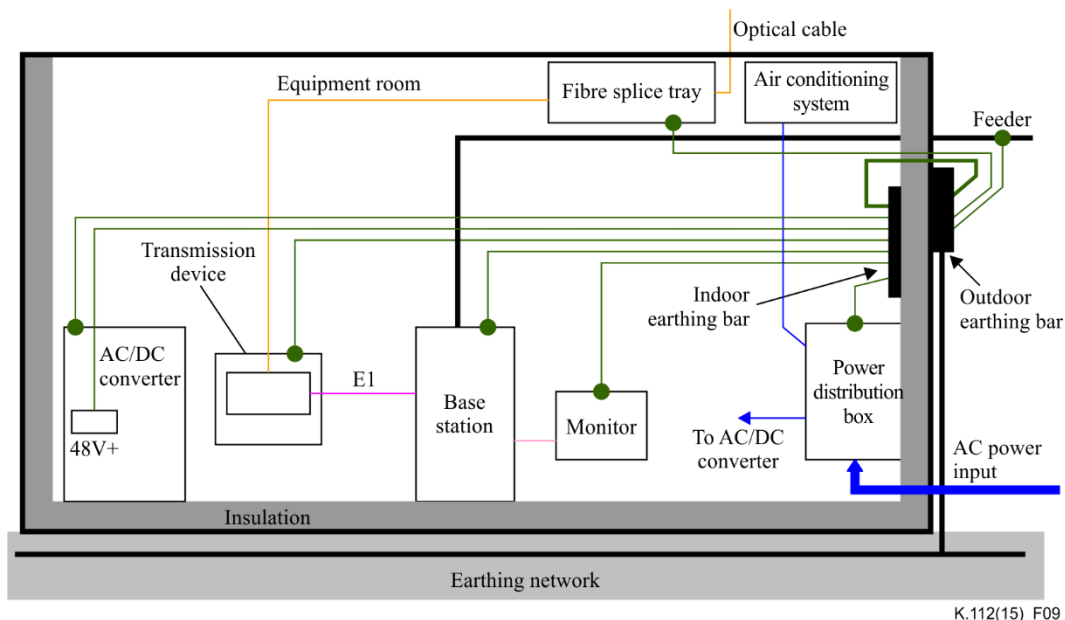 Optical cable
Equipment room
Fibre splice tray
Air conditioning
system
Feeder
Transmission
device
Indoor
earthing bar
Outdoor
earthing bar
AC/DC
converter
48V+
E1
Base
station
Monitor
Power
distribution
box
To AC/DC
converter
AC power
input
Insulation
Earthing network
K.112(15)_F09